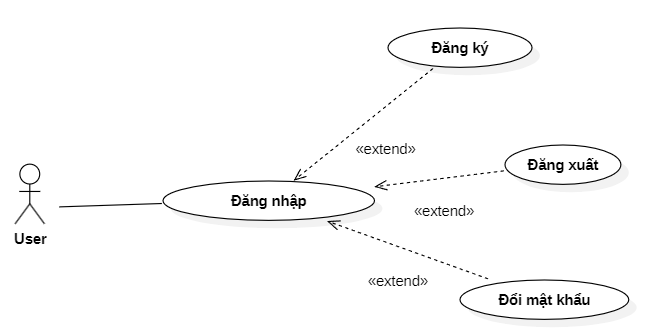 Đăng ký
«extend»
Đăng xuất
Đăng nhập
«extend»
User
«extend»
Đổi mật khẩu